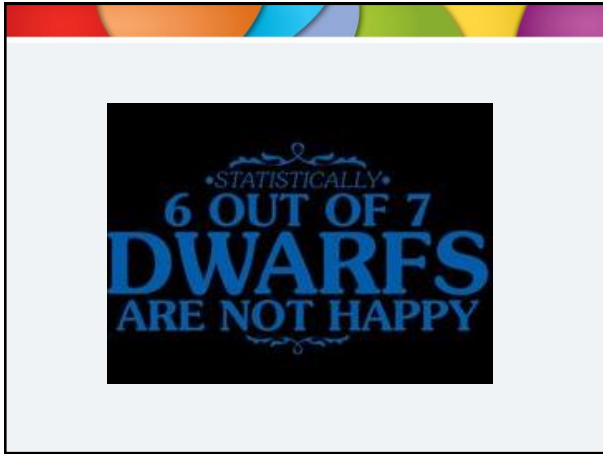 •STATISTICALLY•
6 OUT OF 7
DWARFS
ARE NOT HAPPY